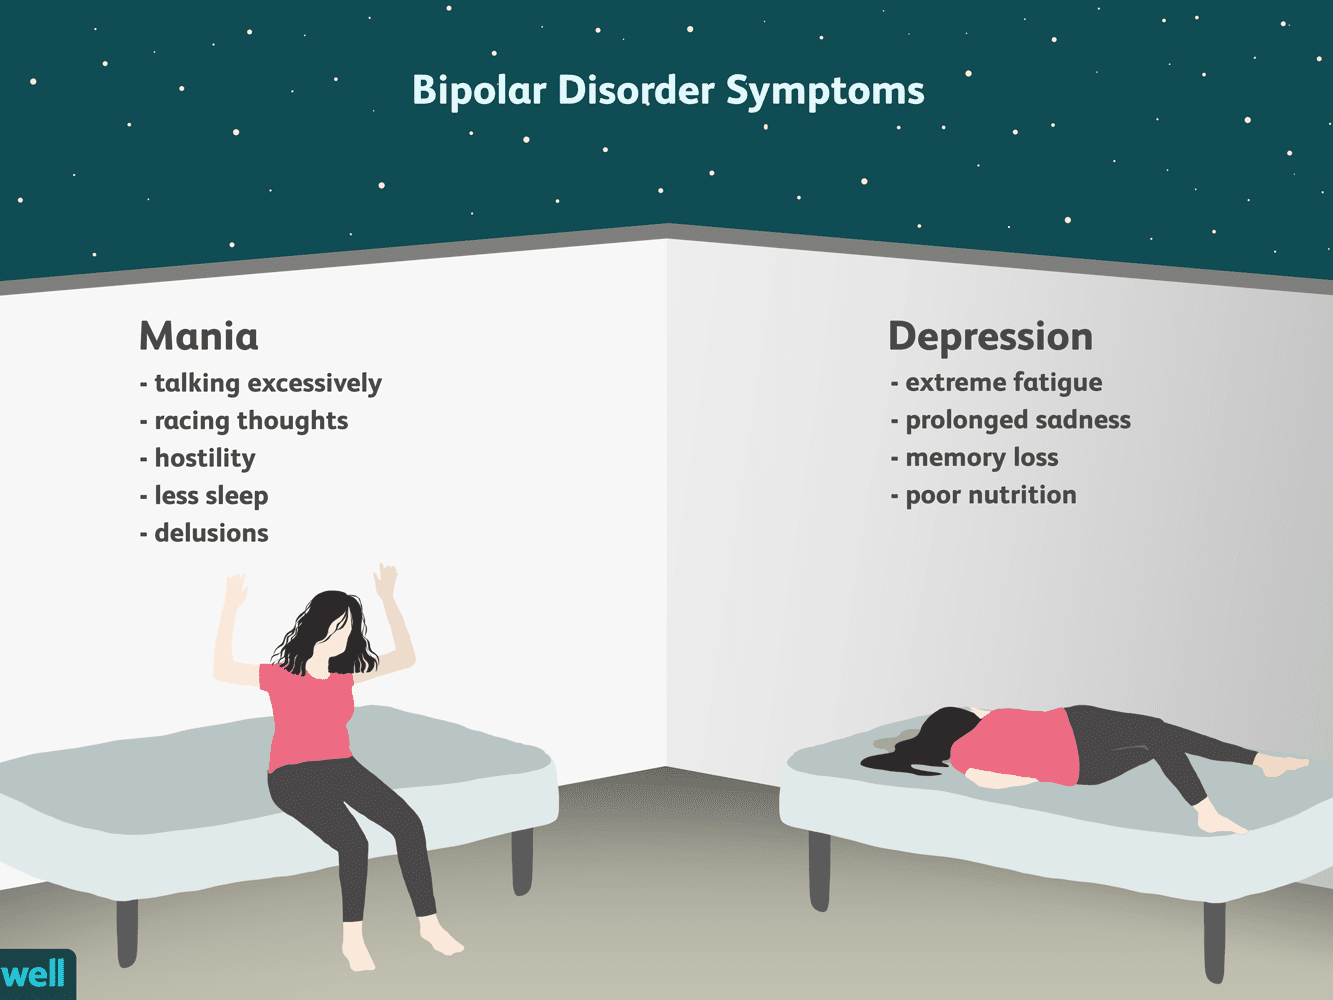 Bipolar Disorder Symptoms
Mania
- talking excessively
- racing thoughts
- hostility
- less sleep
- delusions
Depression
- extreme fatigue
- prolonged sadness
- memory loss
- poor nutrition
well